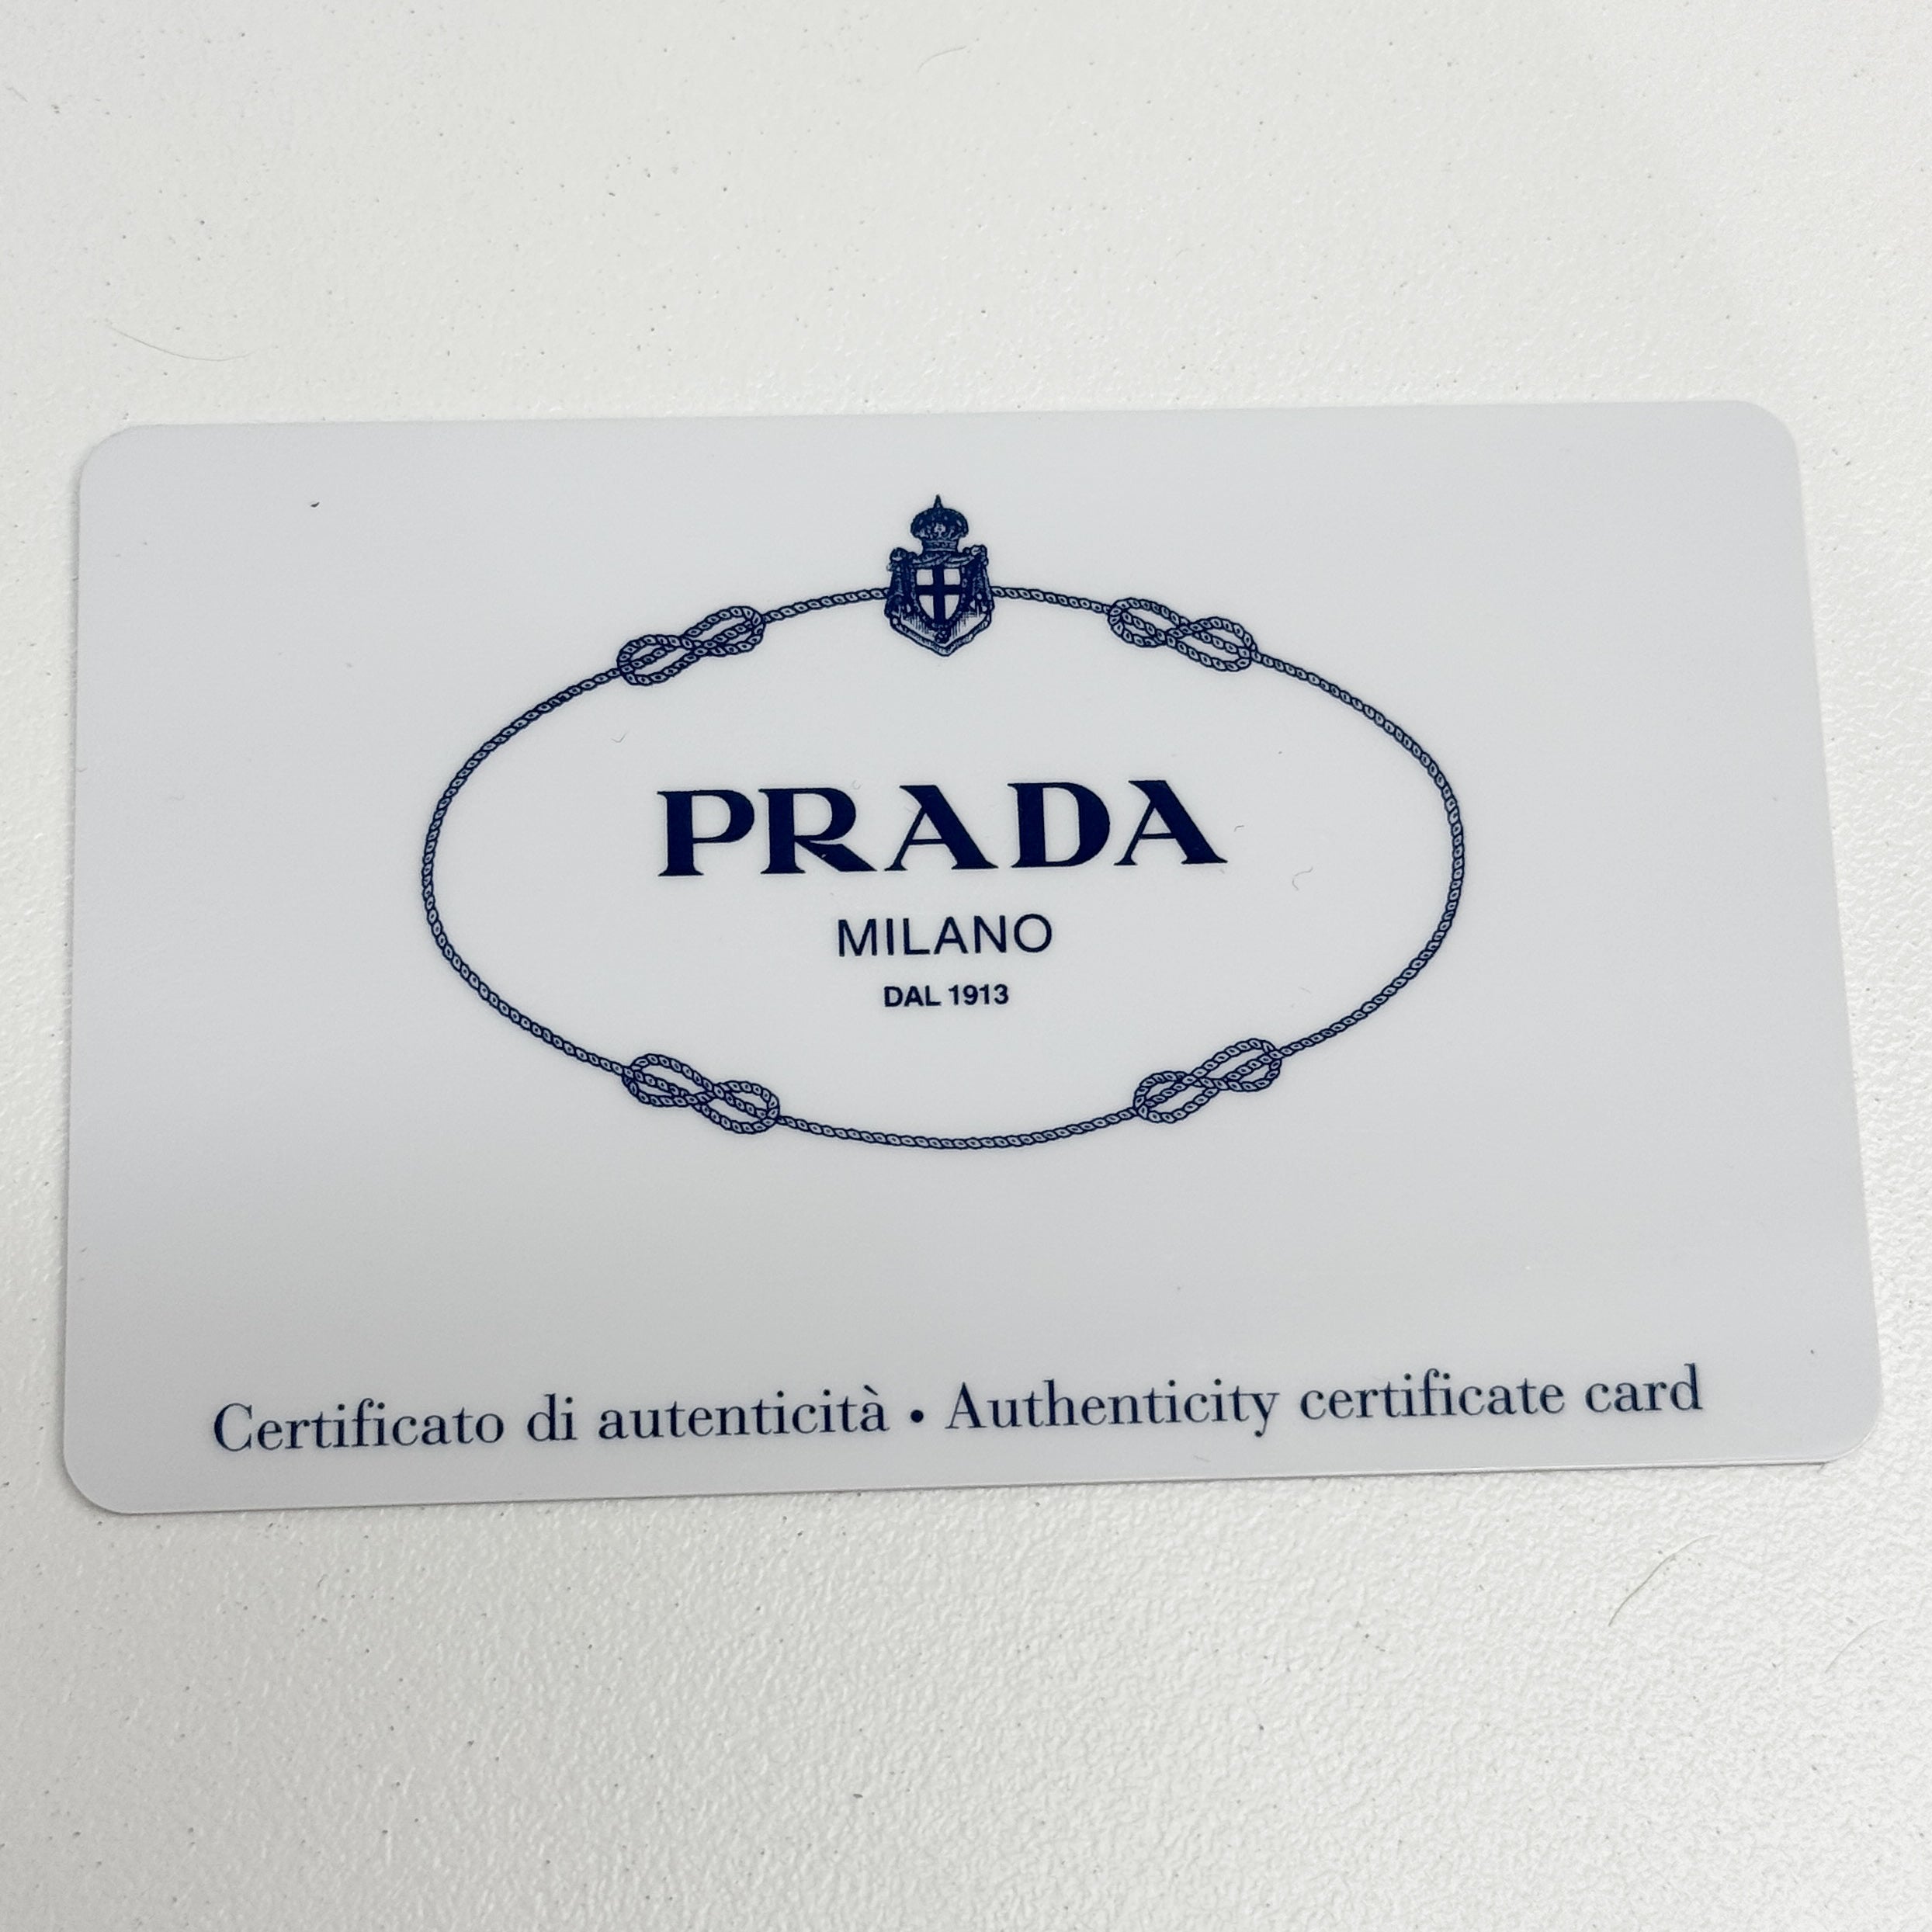 PRADA
MILANO
DAL 1913
Certificato di autenticità • Authenticity certificate card